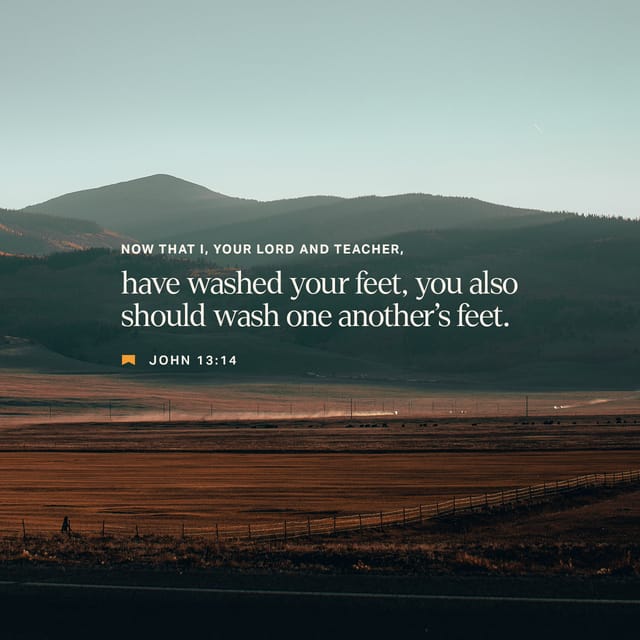 NOW THAT I, YOUR LORD AND TEACHER,
have washed your feet, you also
should wash one another’s feet.
JOHN 13:14